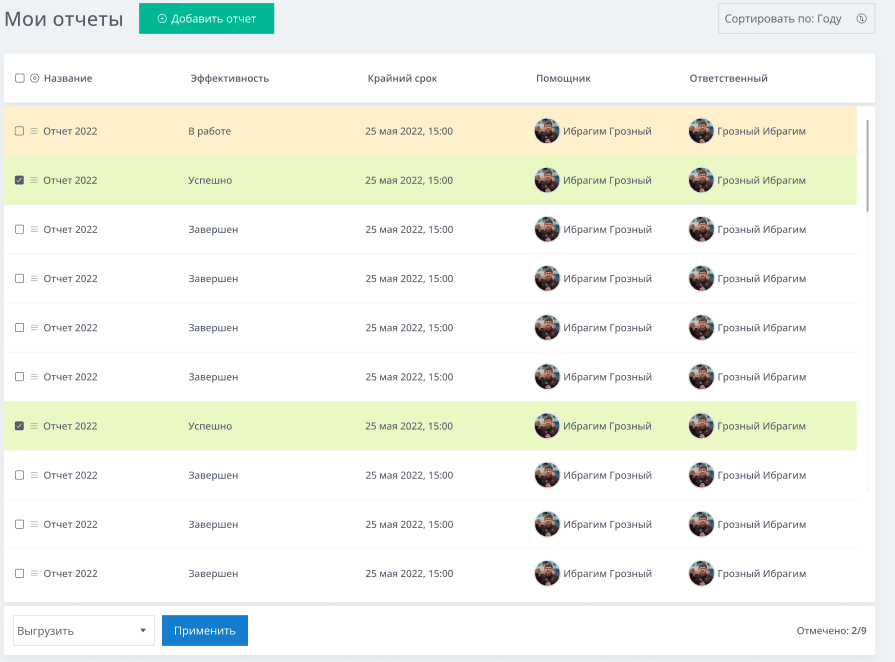 Мои отчеты
Добавить отчет
Сортировать по: Году
Название Эффективность Крайний срок Помощник Ответственный
Отчет 2022 В работе 25 мая 2022, 15:00 Ибрагим Грозный Грозный Ибрагим
Отчет 2022 Успешно 25 мая 2022, 15:00 Ибрагим Грозный Грозный Ибрагим
Отчет 2022 Завершен 25 мая 2022, 15:00 Ибрагим Грозный Грозный Ибрагим
Отчет 2022 Завершен 25 мая 2022, 15:00 Ибрагим Грозный Грозный Ибрагим
Отчет 2022 Завершен 25 мая 2022, 15:00 Ибрагим Грозный Грозный Ибрагим
Отчет 2022 Завершен 25 мая 2022, 15:00 Ибрагим Грозный Грозный Ибрагим
Отчет 2022 Успешно 25 мая 2022, 15:00 Ибрагим Грозный Грозный Ибрагим
Отчет 2022 Завершен 25 мая 2022, 15:00 Ибрагим Грозный Грозный Ибрагим
Отчет 2022 Завершен 25 мая 2022, 15:00 Ибрагим Грозный Грозный Ибрагим
Отчет 2022 Завершен 25 мая 2022, 15:00 Ибрагим Грозный Грозный Ибрагим
Выгрузить Применить Отмечено: 2/9